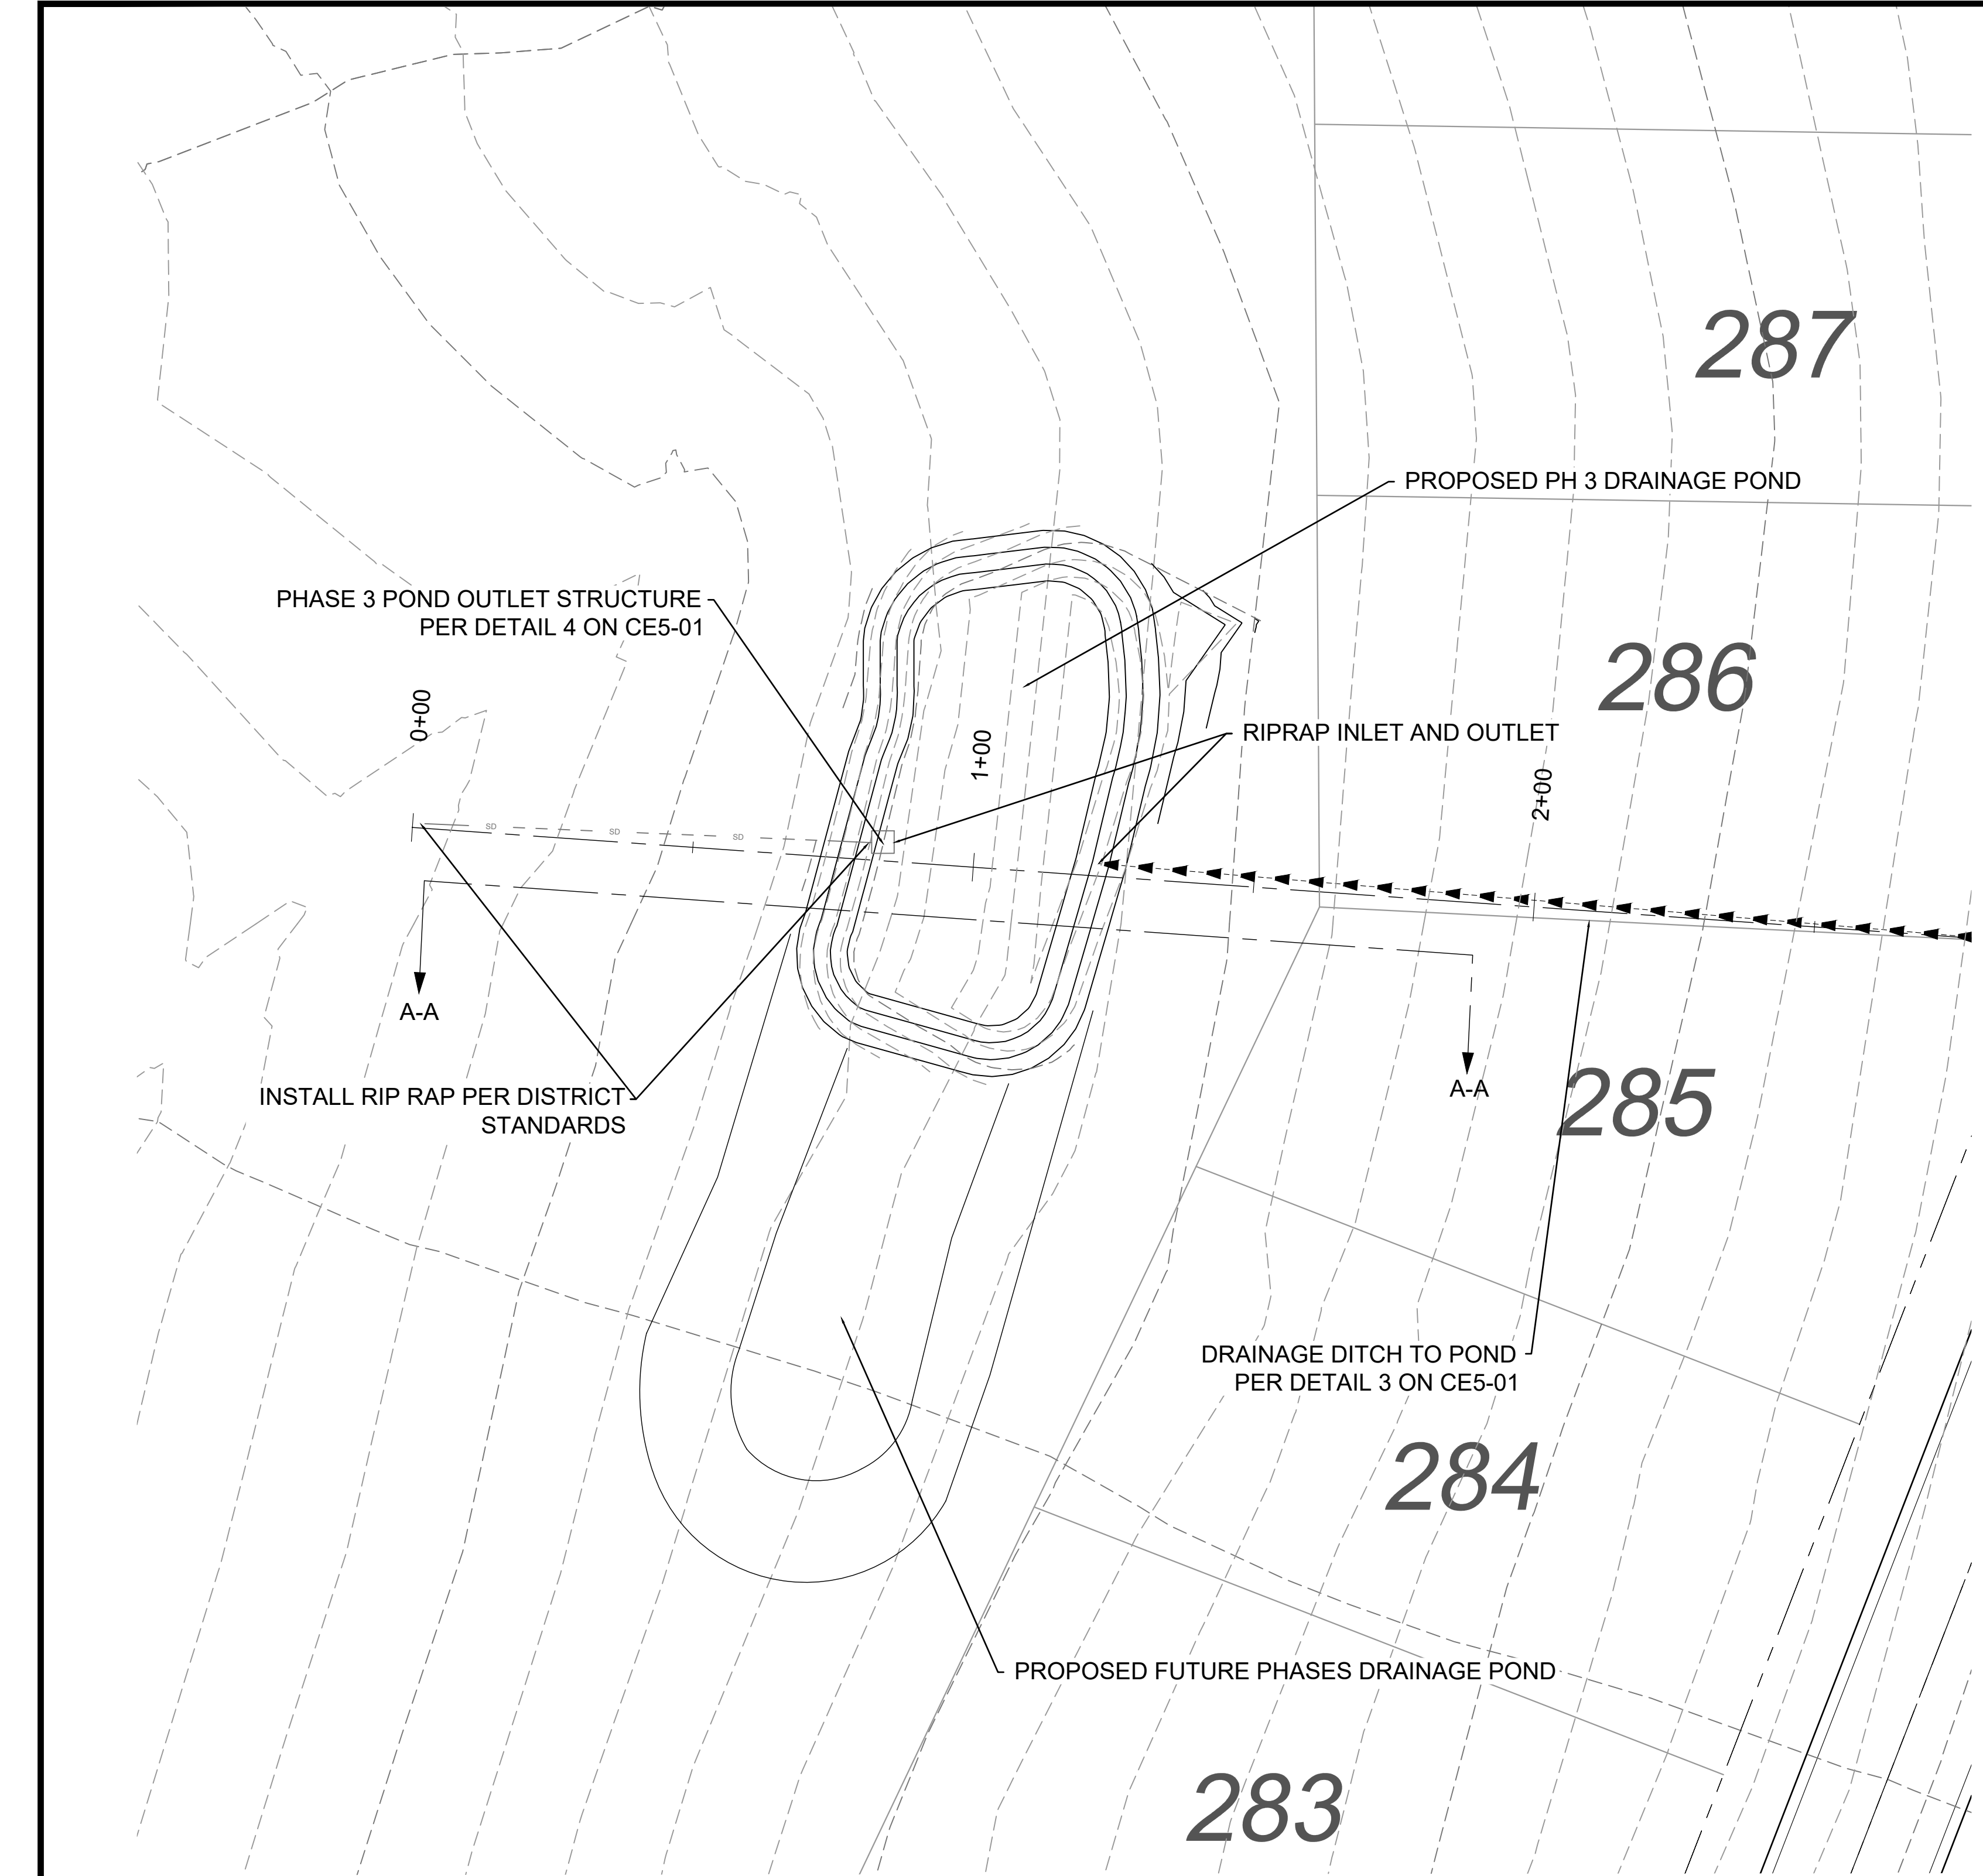 287
PROPOSED PH 3 DRAINAGE POND
PHASE 3 POND OUTLET STRUCTURE
PER DETAIL 4 ON CE5-01
286
0+00
1+00
RIPRAP INLET AND OUTLET
2+00
SD
SD
SD
A-A
A-A
285
INSTALL RIP RAP PER DISTRICT
STANDARDS
DRAINAGE DITCH TO POND
PER DETAIL 3 ON CE5-01
284
PROPOSED FUTURE PHASES DRAINAGE POND
283